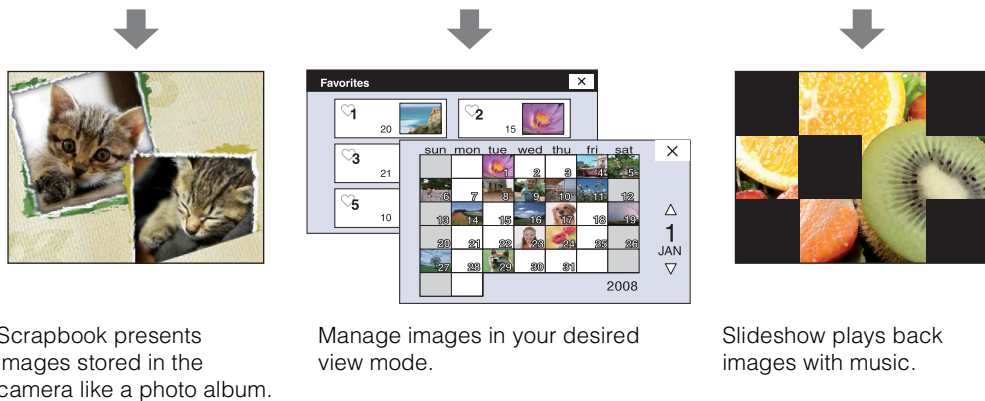 Favorites ×
1 20
2 15
3 21
5 10
×
sun mon tue wed thu fri sat
1 2 3 4 5
6 7 8 9 10 11 12
13 14 15 16 17 18 19
20 21 22 23 24 25 26
27 28 29 30 31
1
JAN
2008
Scrapbook presents
images stored in the
camera like a photo album.
Manage images in your desired
view mode.
Slideshow plays back
images with music.